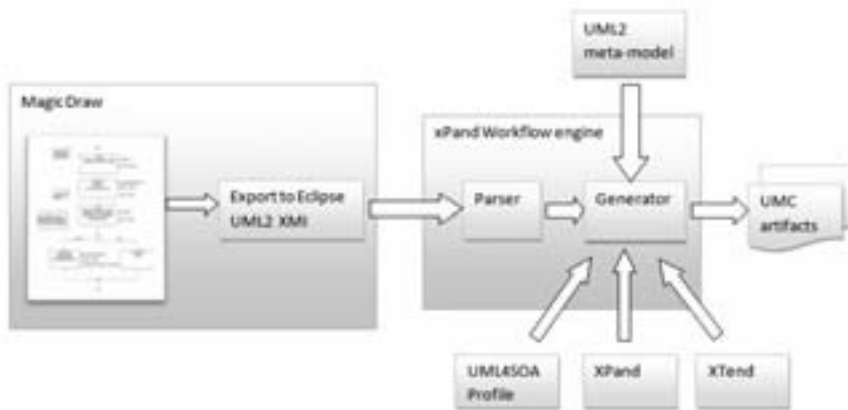 UML2
meta-model
Magic Draw
xPand Workflow engine
Export to Eclipse
UML2 XMI
Parser
Generator
UMC
artifacts
UML4SOA
Profile
XPand
XTend